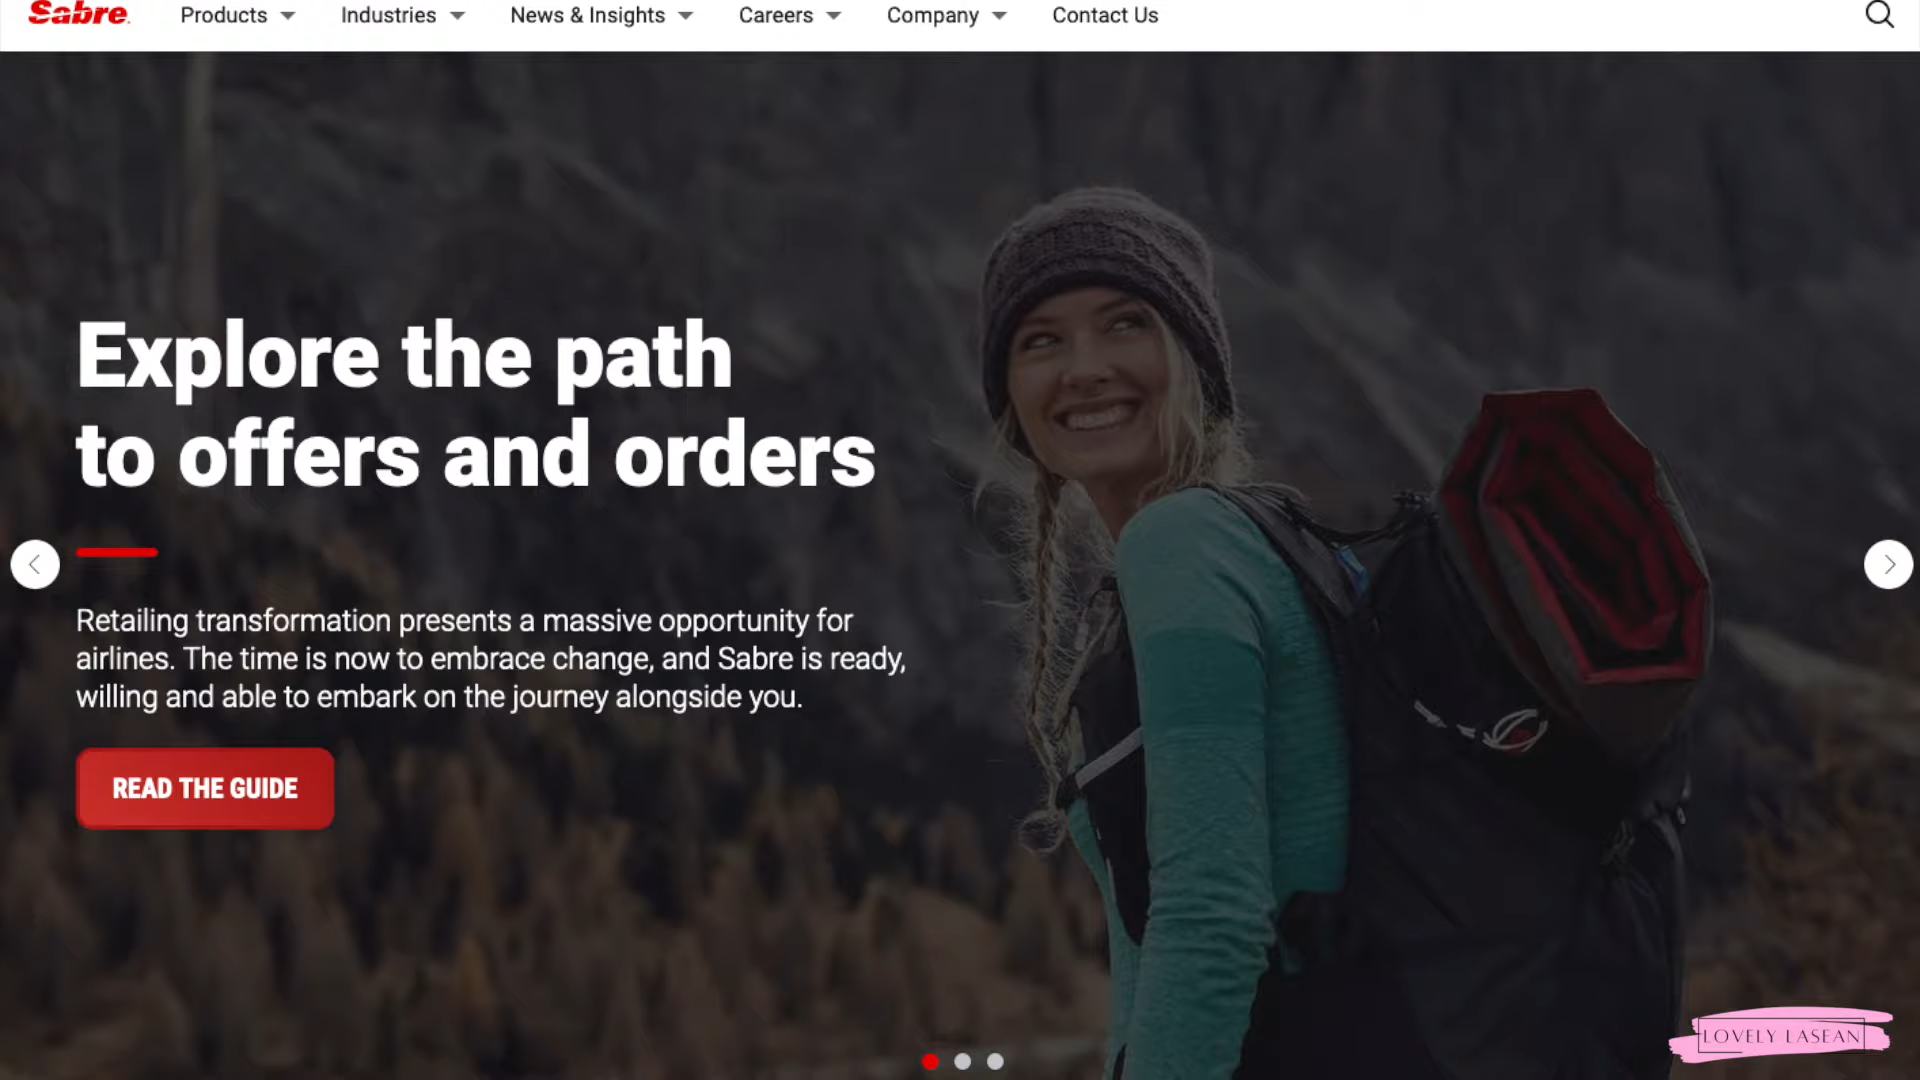 Sabre
Products
Industries
News & Insights
Careers
Company
Contact Us
Explore the path
to offers and orders
Retailing transformation presents a massive opportunity for
airlines. The time is now to embrace change, and Sabre is ready,
willing and able to embark on the journey alongside you.
READ THE GUIDE
LOVELY LASEAN